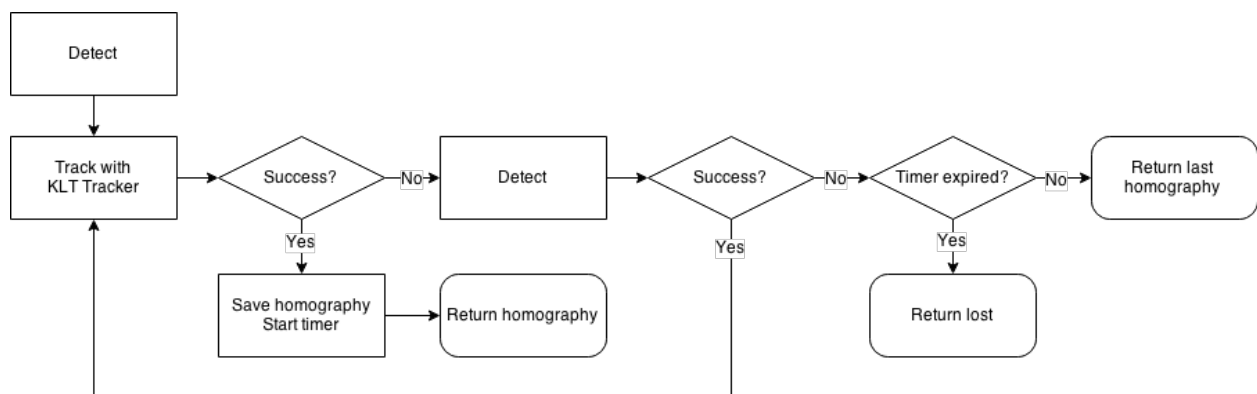 Detect
Track with
KLT Tracker
Success?
No
Detect
Success?
No
Timer expired?
No
Return last
homography
Yes
Save homography
Start timer
Return homography
Yes
Yes
Return lost